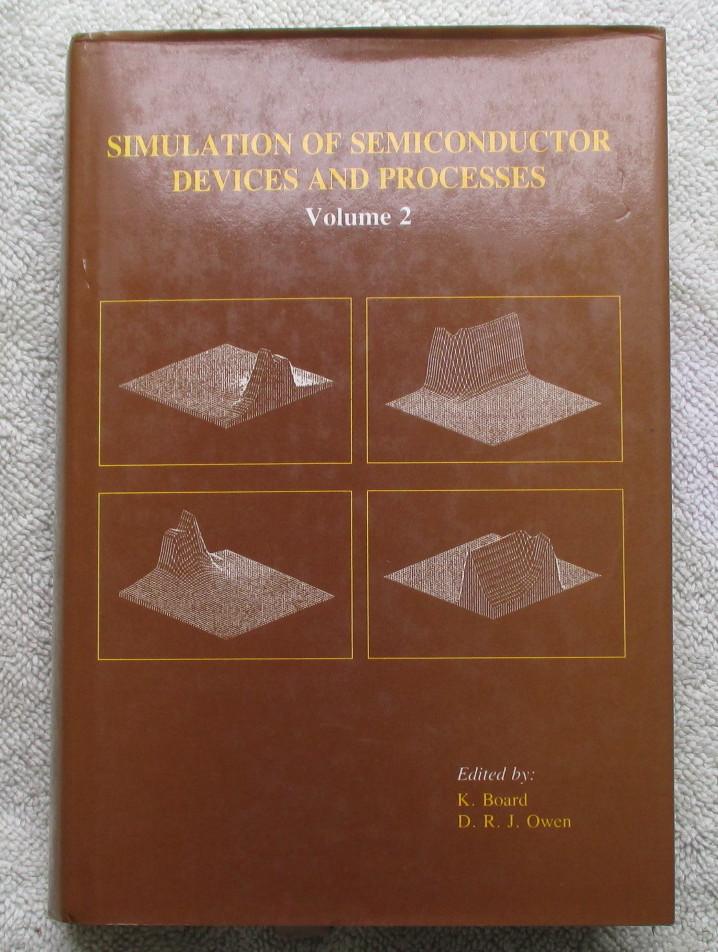 SIMULATION OF SEMICONDUCTOR
DEVICES AND PROCESSES
Volume 2
Edited by:
K. Board
D. R. J. Owen